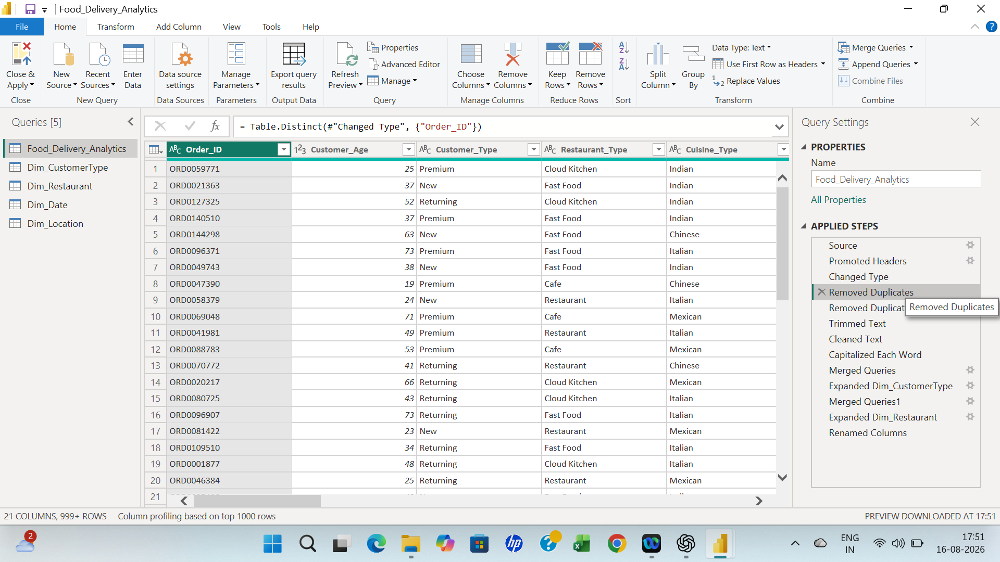 Food_Delivery_Analytics
File
Home
Transform
Add Column
View
Tools
Help
Close & Apply
New Source
Recent Sources
Enter Data
Data source settings
Manage Parameters
Export query results
Refresh Preview
Properties
Advanced Editor
Manage
Choose Columns
Remove Columns
Keep Rows
Remove Rows
Split Column
Group By
Data Type: Text
Use First Row as Headers
Replace Values
Merge Queries
Append Queries
Combine Files
Close
New Query
Data Sources
Parameters
Output Data
Query
Manage Columns
Reduce Rows
Sort
Transform
Combine
Queries [5]
Food_Delivery_Analytics
Dim_CustomerType
Dim_Restaurant
Dim_Date
Dim_Location
fx
= Table.Distinct(#"Changed Type", {"Order_ID"})
Order_ID Customer_Age Customer_Type Restaurant_Type Cuisine_Type
1 ORD0059771 25 Premium Cloud Kitchen Indian
2 ORD0021363 37 New Fast Food Indian
3 ORD0127325 52 Returning Cloud Kitchen Indian
4 ORD0140510 37 Premium Fast Food Indian
5 ORD0144298 63 New Fast Food Chinese
6 ORD0096371 73 Premium Fast Food Italian
7 ORD0049743 38 New Fast Food Indian
8 ORD0047390 19 Premium Cafe Chinese
9 ORD0058379 24 New Restaurant Italian
10 ORD0069048 71 Premium Cafe Mexican
11 ORD0041981 49 Premium Restaurant Italian
12 ORD0088783 53 Premium Cafe Mexican
13 ORD0070772 41 Returning Restaurant Chinese
14 ORD0020217 66 Returning Cloud Kitchen Mexican
15 ORD0080725 43 Returning Cloud Kitchen Italian
16 ORD0096907 73 Returning Fast Food Italian
17 ORD0081422 23 New Restaurant Mexican
18 ORD0109510 34 Returning Fast Food Italian
19 ORD0001877 48 Returning Cloud Kitchen Italian
20 ORD0046384 25 Returning Restaurant Mexican
21
Query Settings
PROPERTIES
Name
Food_Delivery_Analytics
All Properties
APPLIED STEPS
Source
Promoted Headers
Changed Type
Removed Duplicates
Removed Duplicat
Removed Duplicates
Trimmed Text
Cleaned Text
Capitalized Each Word
Merged Queries
Expanded Dim_CustomerType
Merged Queries1
Expanded Dim_Restaurant
Renamed Columns
21 COLUMNS, 999+ ROWS
Column profiling based on top 1000 rows
PREVIEW DOWNLOADED AT 17:51
2
hp
ENG
IN
17:51
16-08-2026